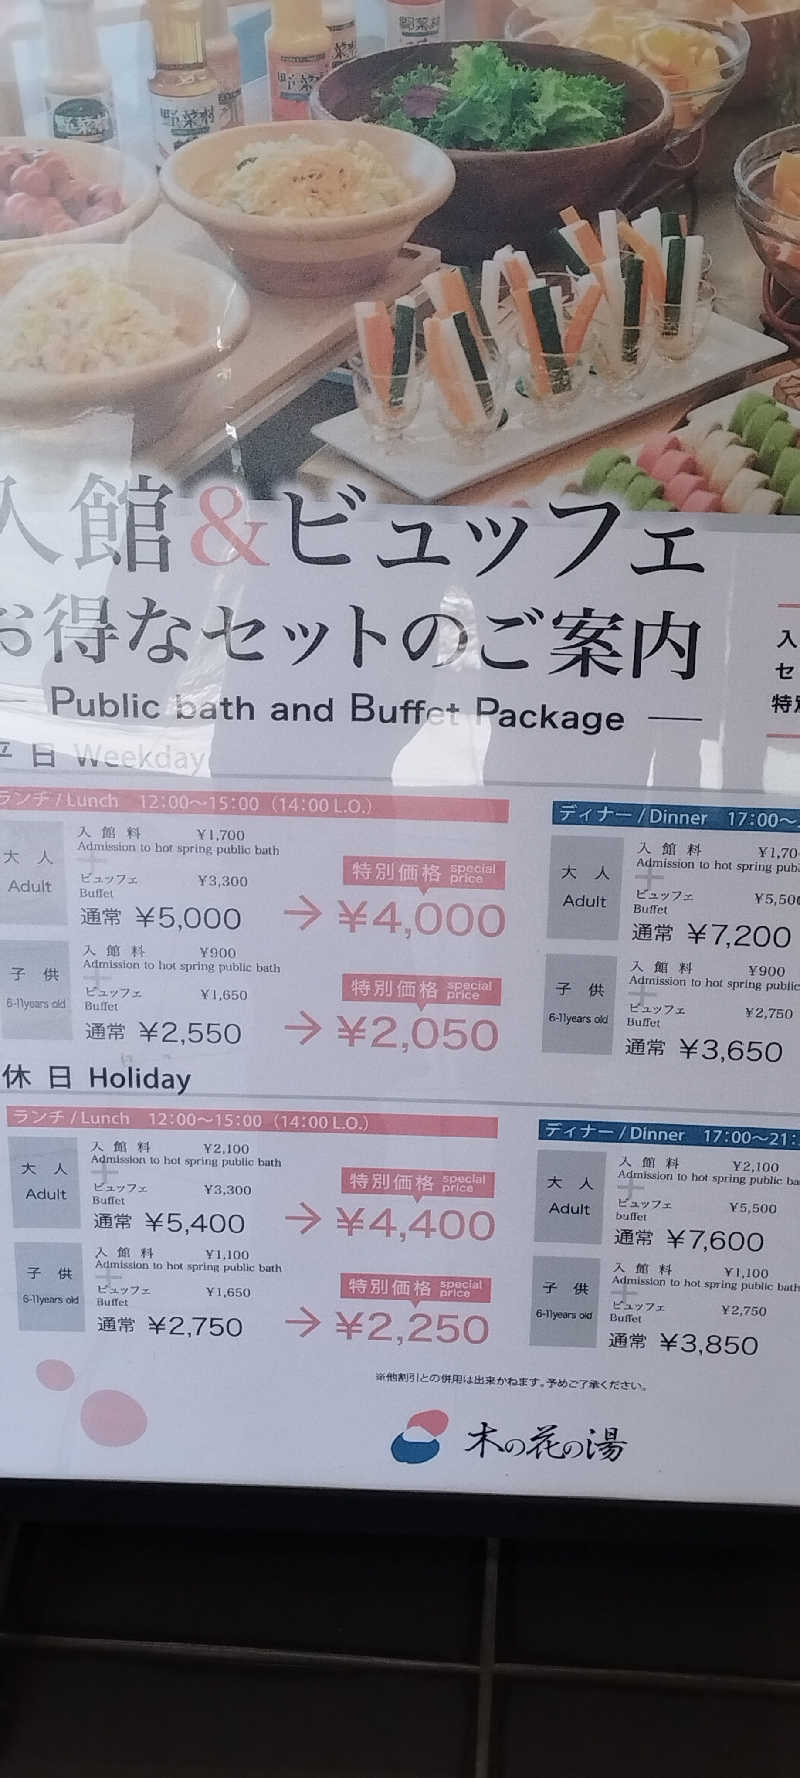 野菜村
野菜村
入館&ビュッフェ
お得なセットのご案内
Public bath and Buffet Package
入
セ
特別
平日 Weekday
ランチ / Lunch 12:00～15:00（14:00 L.O.）
大人
Adult
入館料 ¥1,700
Admission to hot spring public bath
+
ビュッフェ ¥3,300
Buffet
通常 ¥5,000
→
特別価格 special price
¥4,000
子供
6-11years old
入館料 ¥900
Admission to hot spring public bath
+
ビュッフェ ¥1,650
Buffet
通常 ¥2,550
→
特別価格 special price
¥2,050
ディナー / Dinner 17:00～
大人
Adult
入館料 ¥1,70
Admission to hot spring pub
+
ビュッフェ ¥5,500
Buffet
通常 ¥7,200
子供
6-11years old
入館料 ¥900
Admission to hot spring public
+
ビュッフェ ¥2,750
Buffet
通常 ¥3,650
休日 Holiday
ランチ / Lunch 12:00～15:00（14:00 L.O.）
大人
Adult
入館料 ¥2,100
Admission to hot spring public bath
+
ビュッフェ ¥3,300
Buffet
通常 ¥5,400
→
特別価格 special price
¥4,400
子供
6-11years old
入館料 ¥1,100
Admission to hot spring public bath
+
ビュッフェ ¥1,650
Buffet
通常 ¥2,750
→
特別価格 special price
¥2,250
ディナー / Dinner 17:00～21:
大人
Adult
入館料 ¥2,100
Admission to hot spring public ba
+
ビュッフェ ¥5,500
buffet
通常 ¥7,600
子供
6-11years old
入館料 ¥1,100
Admission to hot spring public bath
+
ビュッフェ ¥2,750
Buffet
通常 ¥3,850
※他割引との併用は出来かねます。予めご了承ください。
木の花の湯